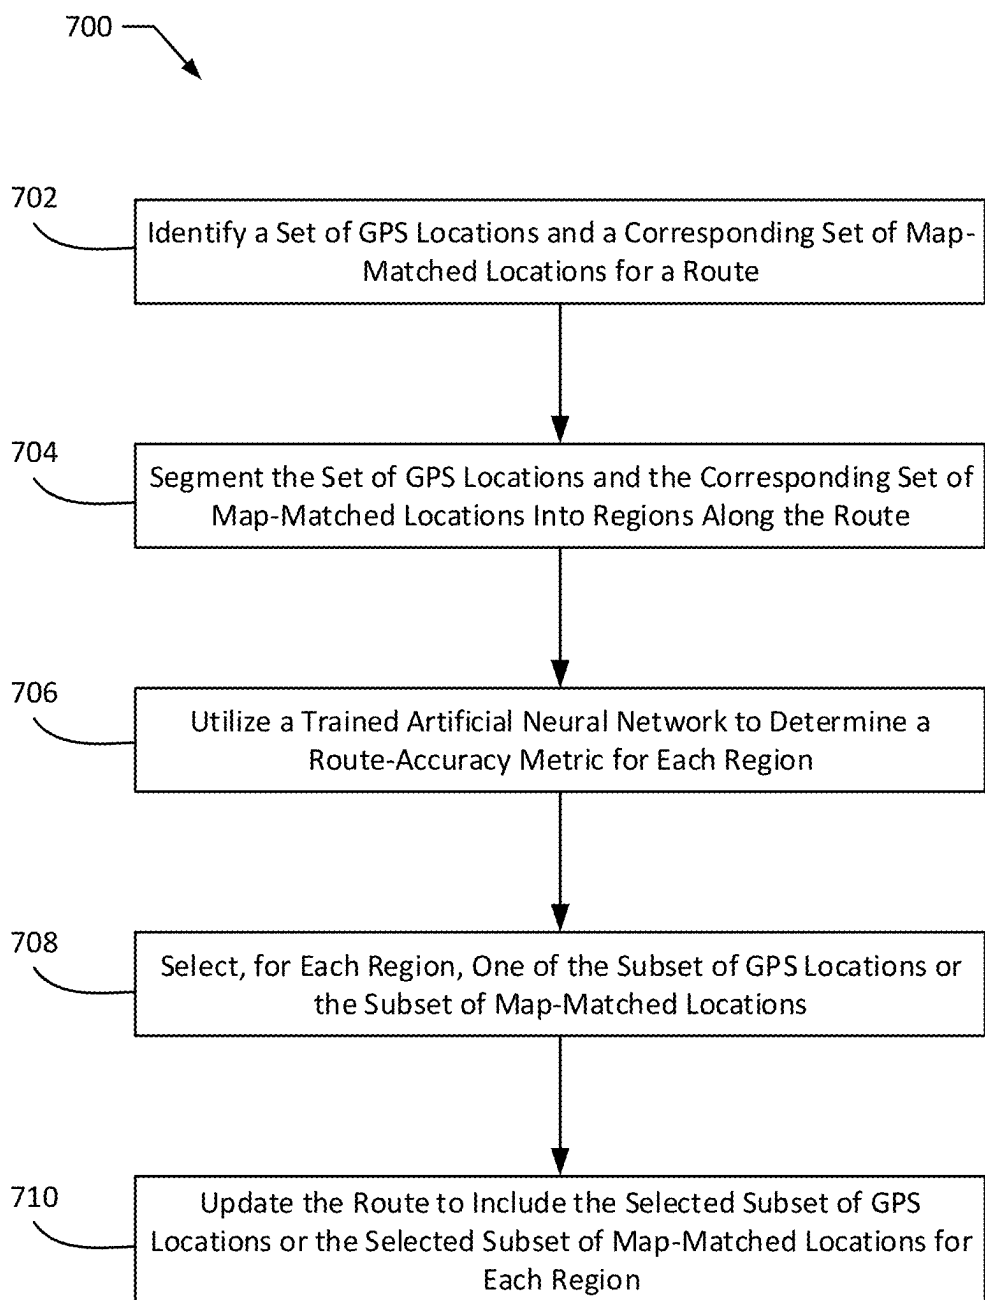 700
702
Identify a Set of GPS Locations and a Corresponding Set of Map-
Matched Locations for a Route
704
Segment the Set of GPS Locations and the Corresponding Set of
Map-Matched Locations Into Regions Along the Route
706
Utilize a Trained Artificial Neural Network to Determine a
Route-Accuracy Metric for Each Region
708
Select, for Each Region, One of the Subset of GPS Locations or
the Subset of Map-Matched Locations
710
Update the Route to Include the Selected Subset of GPS
Locations or the Selected Subset of Map-Matched Locations for
Each Region